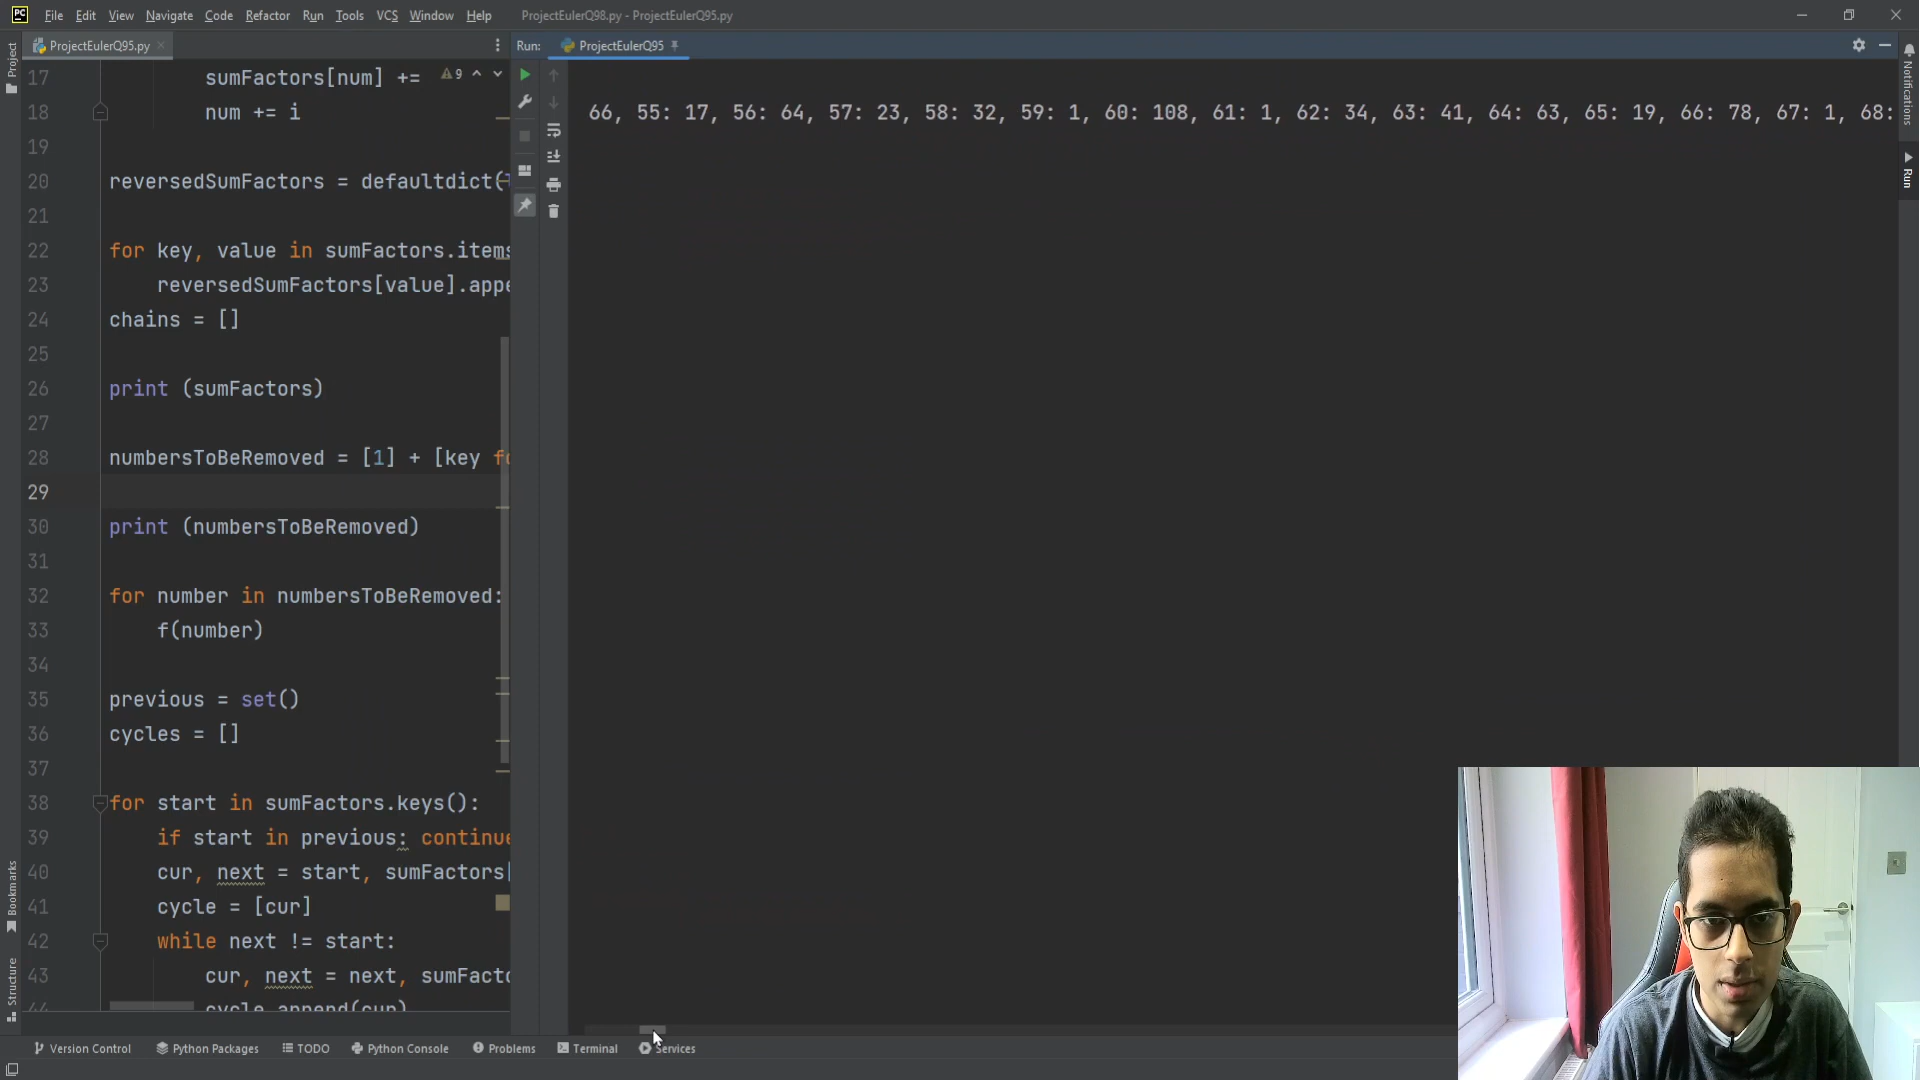 PC File Edit View Navigate Code Refactor Run Tools VCS Window Help ProjectEulerQ98.py - ProjectEulerQ95.py
Project
ProjectEulerQ95.py
Run: ProjectEulerQ95
Notifications
Run
9
17 sumFactors[num] +=
18 num += i
19
20 reversedSumFactors = defaultdict(
21
22 for key, value in sumFactors.items
23 reversedSumFactors[value].appe
24 chains = []
25
26 print (sumFactors)
27
28 numbersToBeRemoved = [1] + [key fo
29
30 print (numbersToBeRemoved)
31
32 for number in numbersToBeRemoved:
33 f(number)
34
35 previous = set()
36 cycles = []
37
38 for start in sumFactors.keys():
39 if start in previous: continue
40 cur, next = start, sumFactors[
41 cycle = [cur]
42 while next != start:
43 cur, next = next, sumFacto
44 cycle.append(cur)
66, 55: 17, 56: 64, 57: 23, 58: 32, 59: 1, 60: 108, 61: 1, 62: 34, 63: 41, 64: 63, 65: 19, 66: 78, 67: 1, 68:
Bookmarks
Structure
Version Control Python Packages TODO Python Console Problems Terminal Services